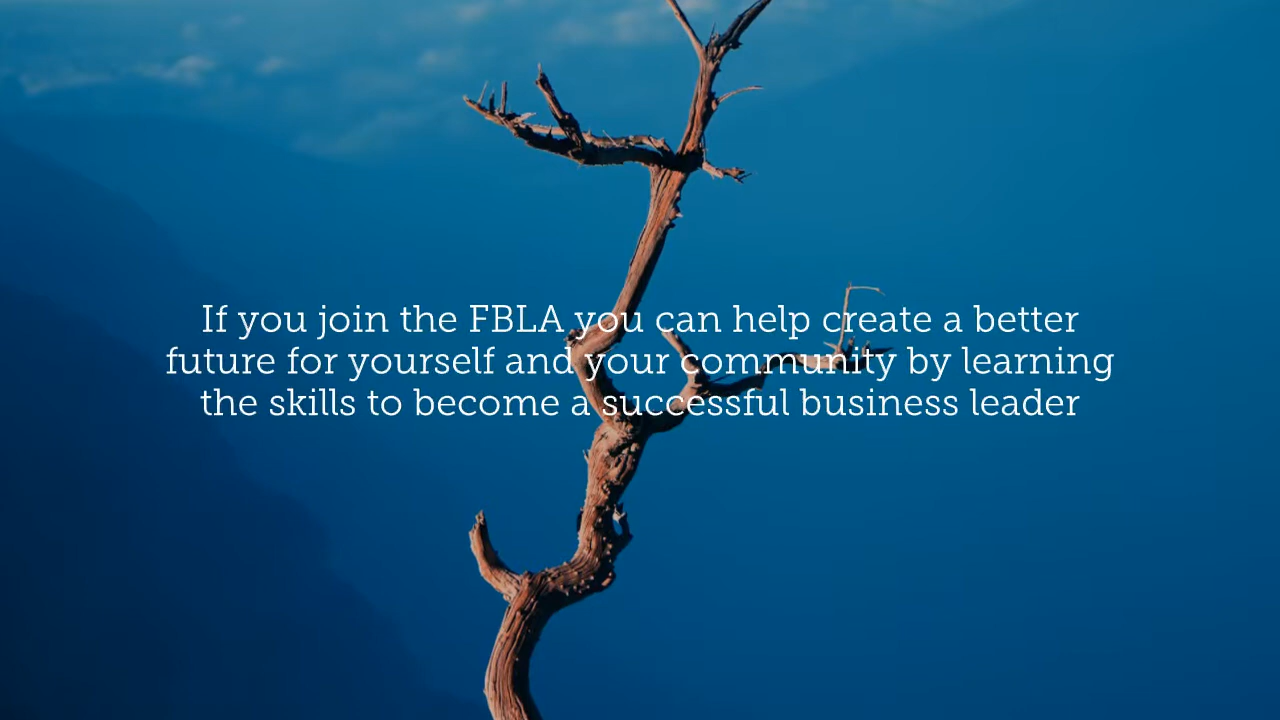 If you join the FBLA you can help create a better
future for yourself and your community by learning
the skills to become a successful business leader